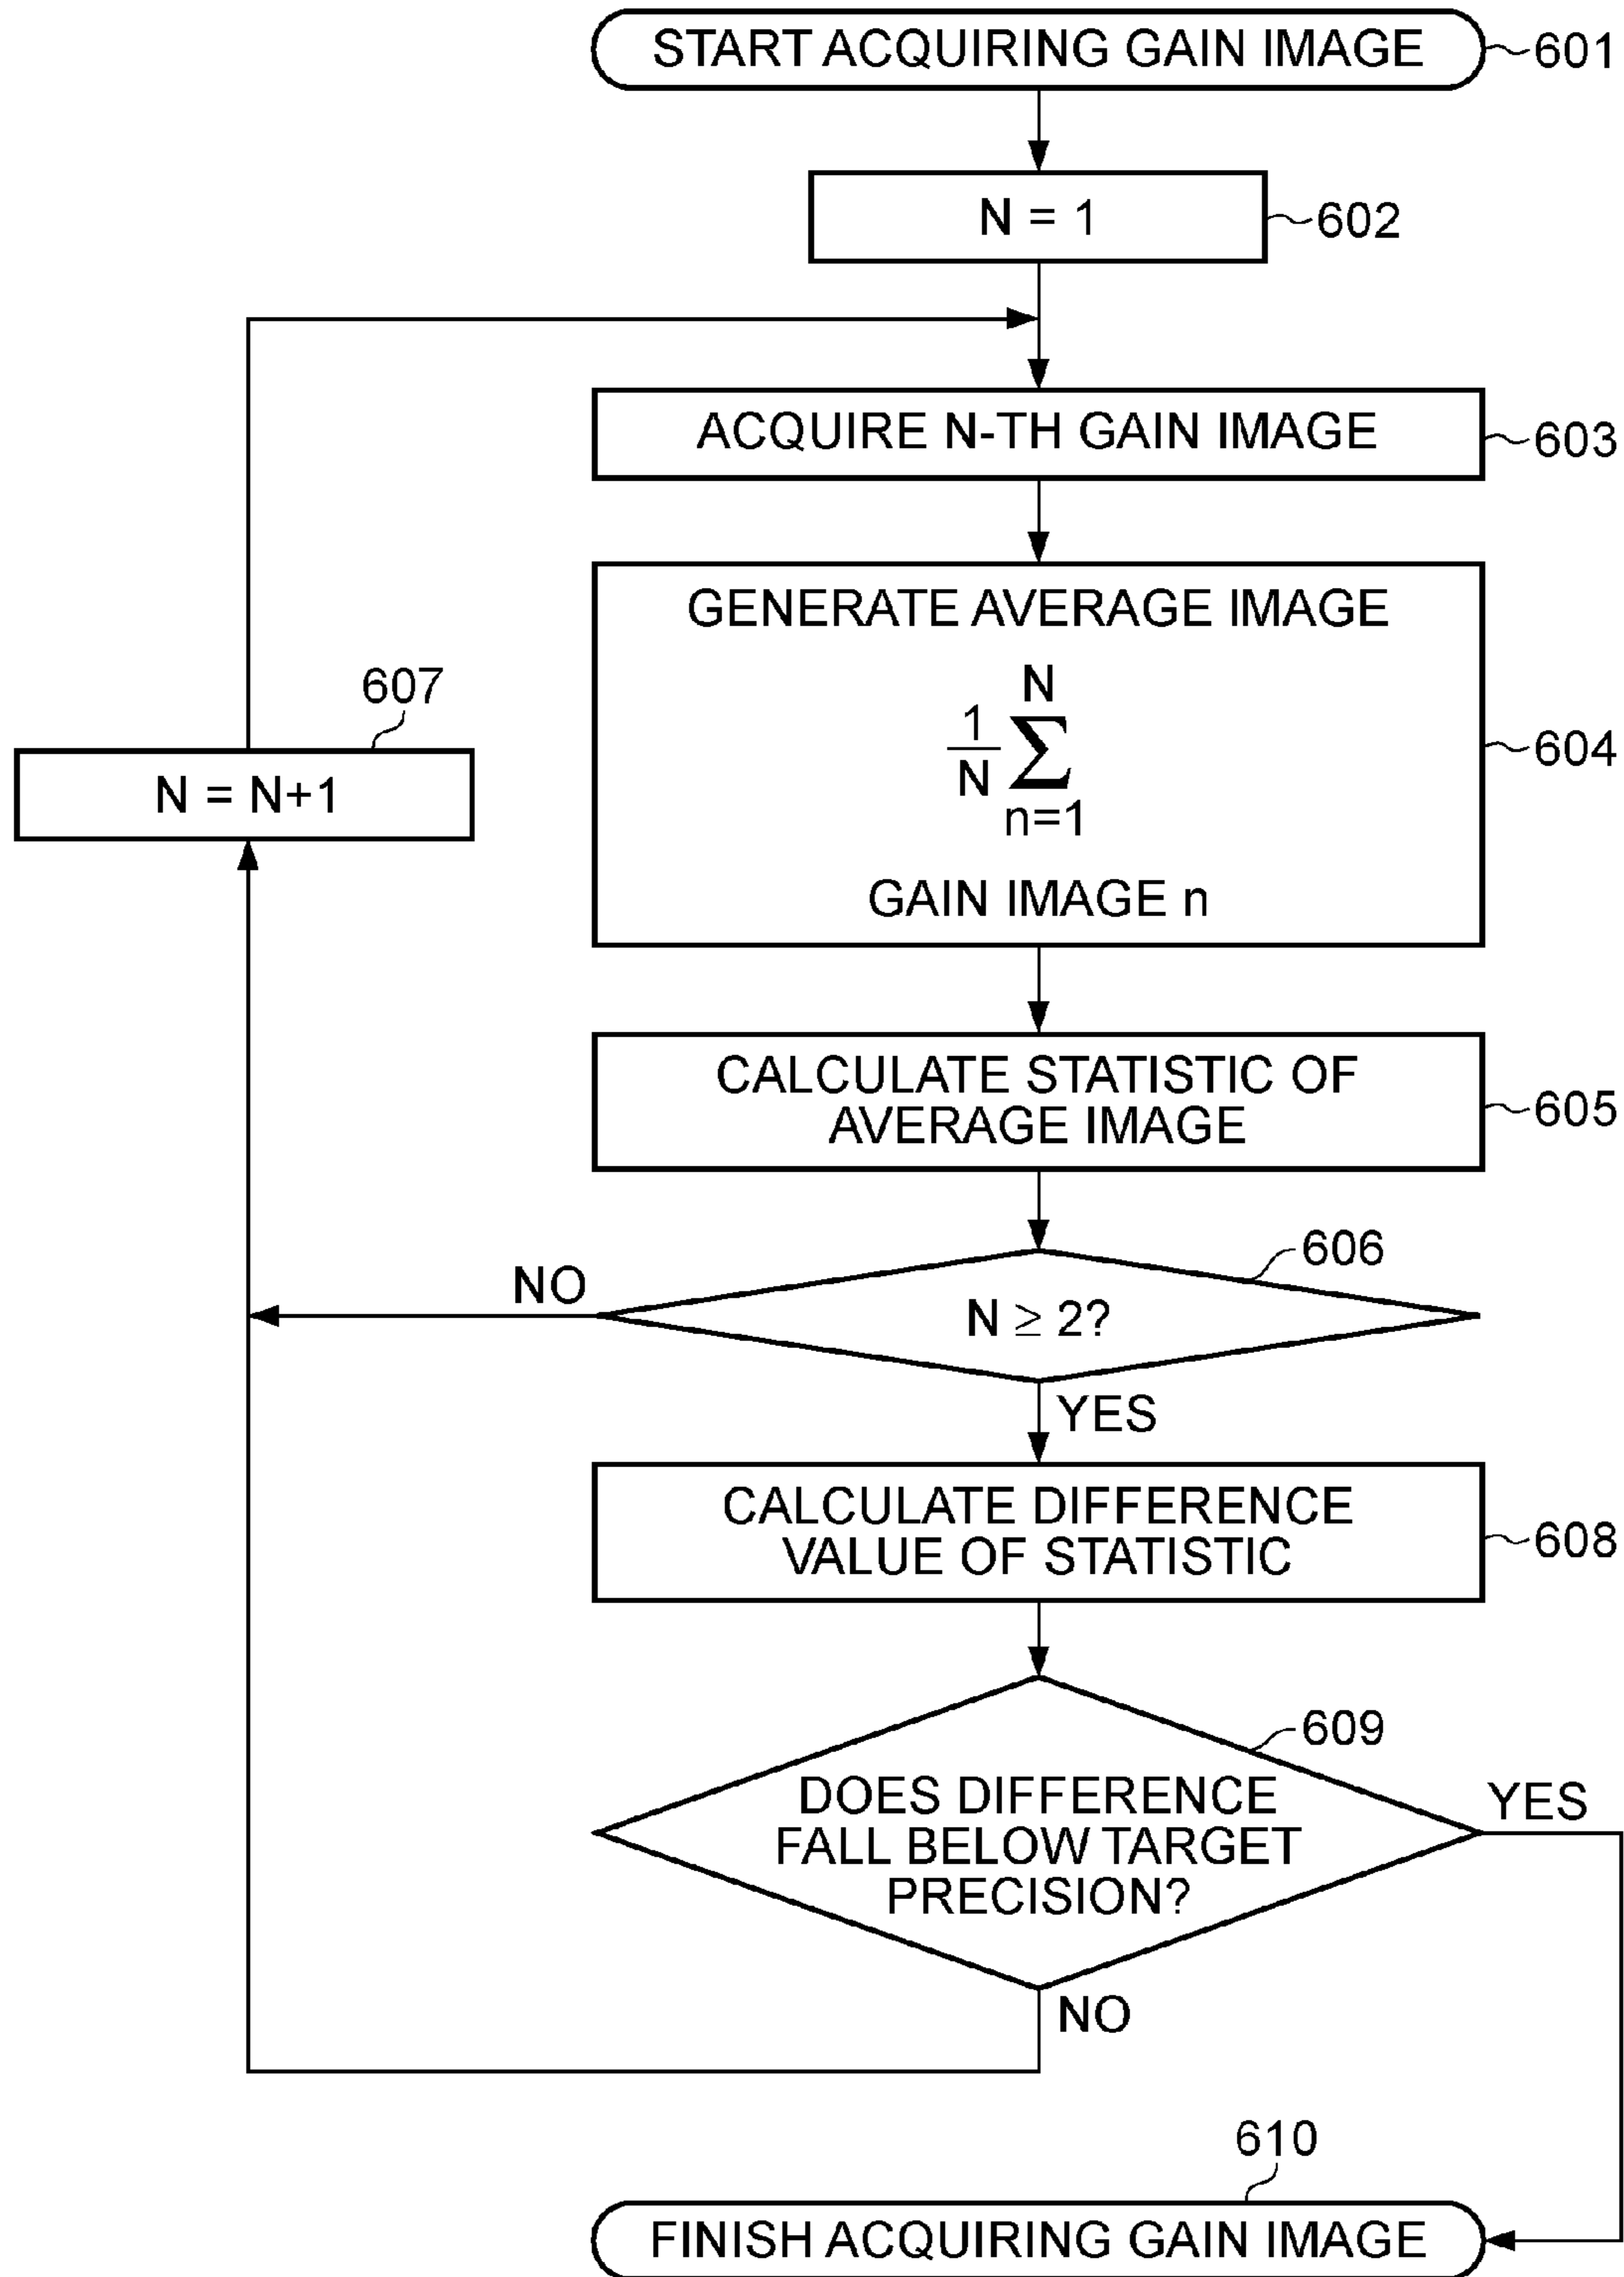 START ACQUIRING GAIN IMAGE
601
N = 1
602
ACQUIRE N-TH GAIN IMAGE
603
GENERATE AVERAGE IMAGE
N
1
N
∑
n=1
GAIN IMAGE n
604
607
N = N+1
CALCULATE STATISTIC OF
AVERAGE IMAGE
605
606
NO
N ≥ 2?
YES
CALCULATE DIFFERENCE
VALUE OF STATISTIC
608
609
DOES DIFFERENCE
FALL BELOW TARGET
PRECISION?
YES
NO
610
FINISH ACQUIRING GAIN IMAGE